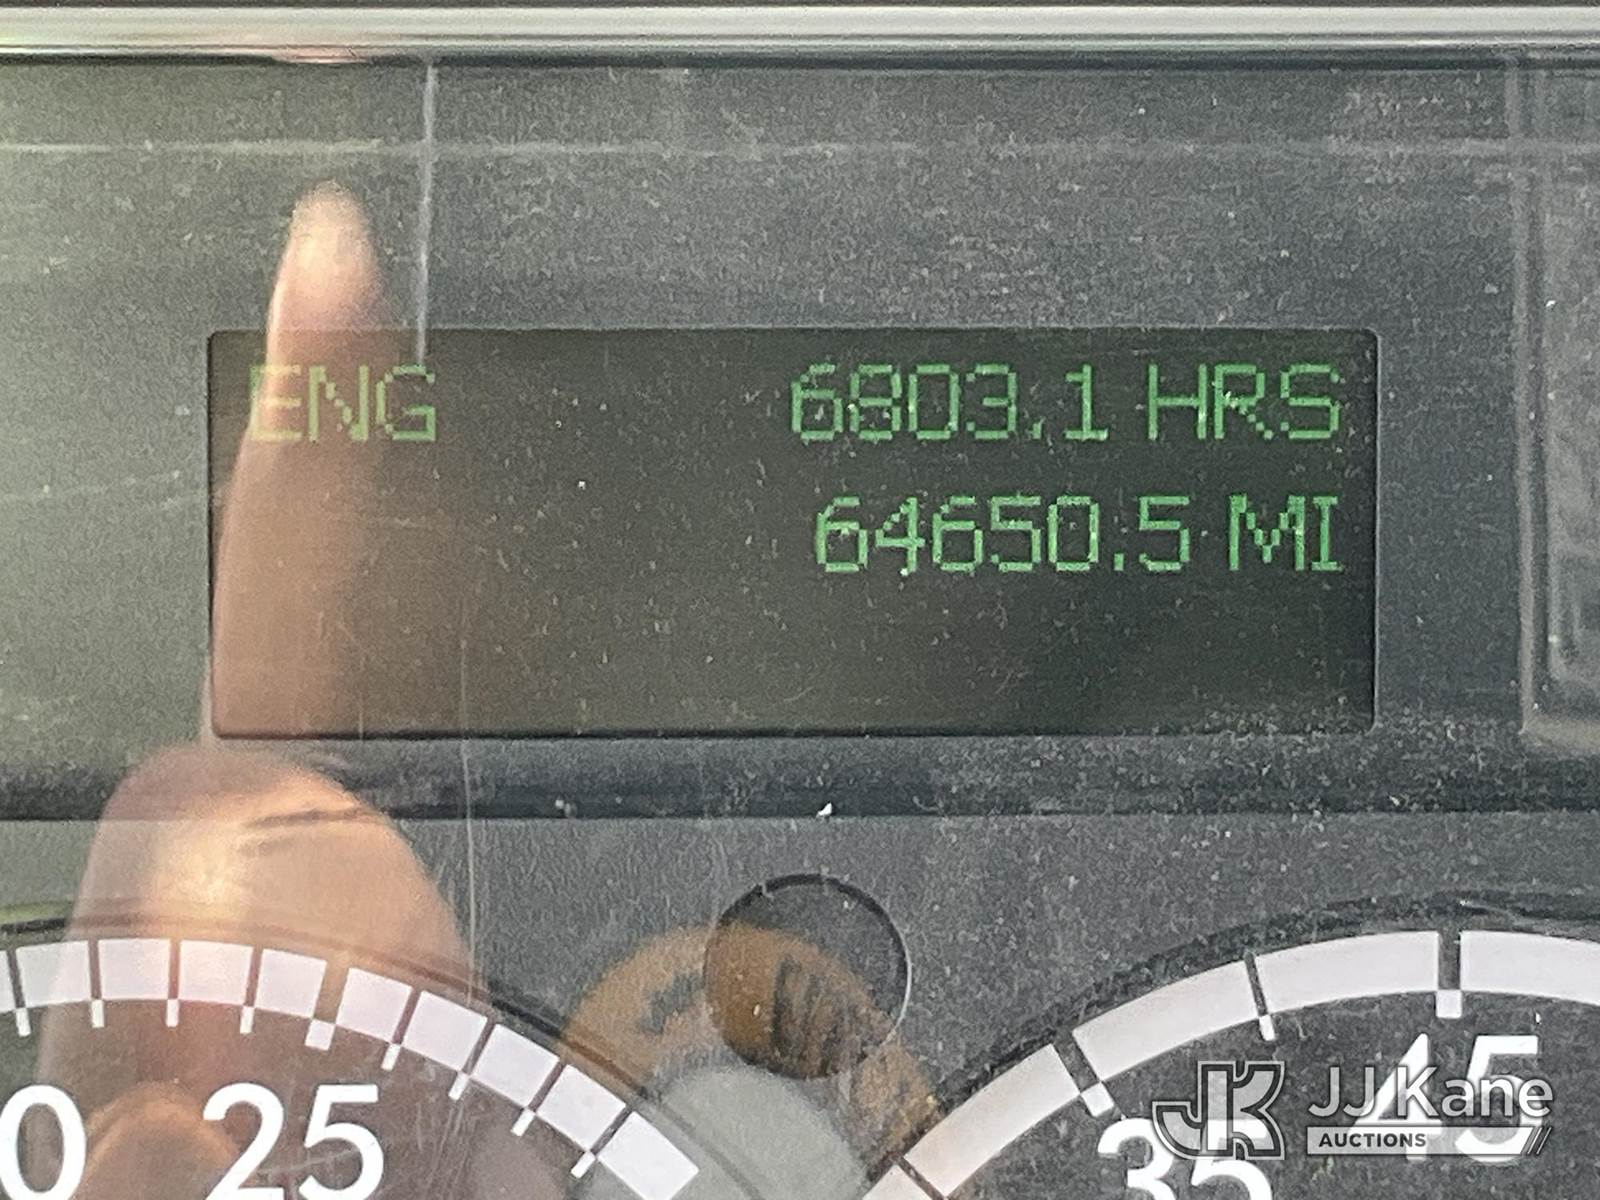 ENG 6803.1 HRS
64650.5 MI
25
35
45
JJ Kane
AUCTIONS